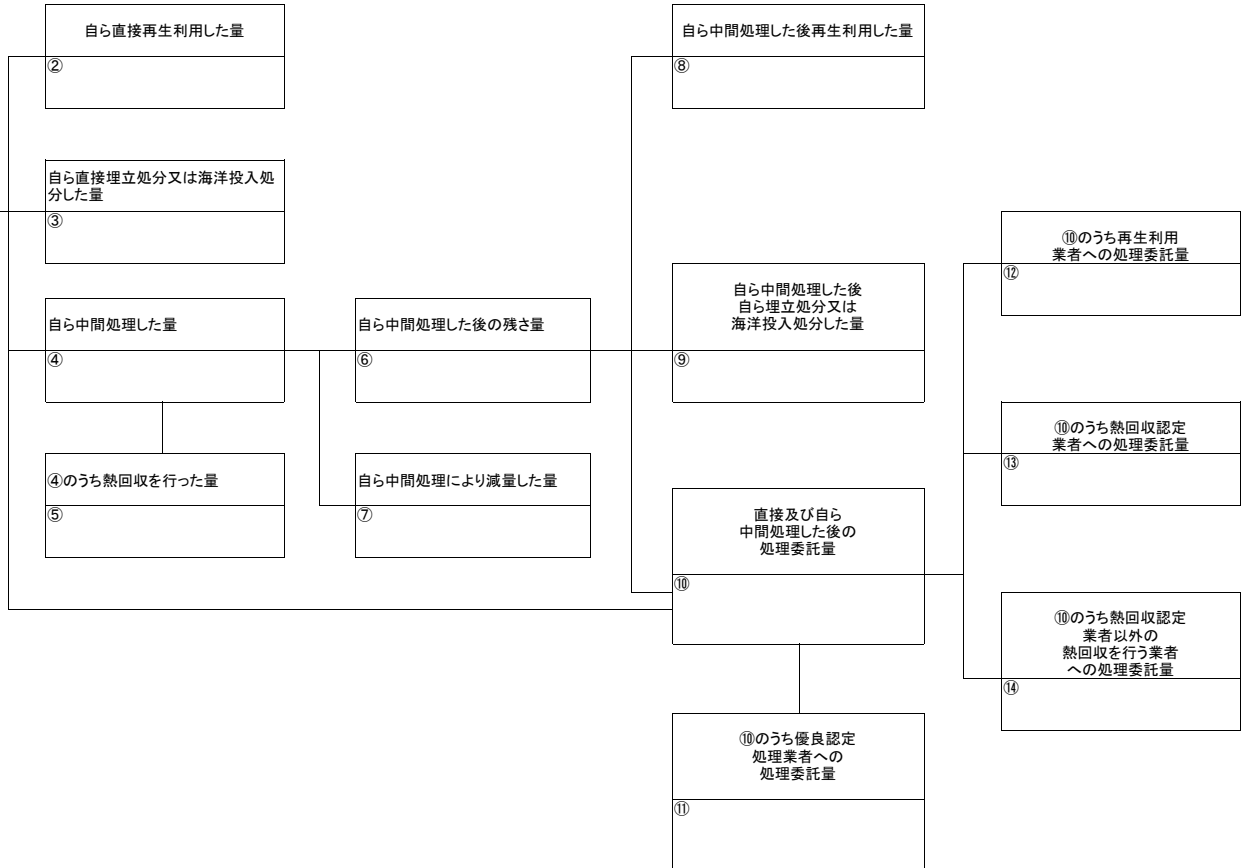 自ら直接再生利用した量
②
自ら直接埋立処分又は海洋投入処
分した量
③
自ら中間処理した量
④
④のうち熱回収を行った量
⑤
自ら中間処理した後の残さ量
⑥
自ら中間処理により減量した量
⑦
自ら中間処理した後再生利用した量
⑧
自ら中間処理した後
自ら埋立処分又は
海洋投入処分した量
⑨
直接及び自ら
中間処理した後の
処理委託量
⑩
⑩のうち優良認定
処理業者への
処理委託量
⑪
⑩のうち再生利用
業者への処理委託量
⑫
⑩のうち熱回収認定
業者への処理委託量
⑬
⑩のうち熱回収認定
業者以外の
熱回収を行う業者
への処理委託量
⑭